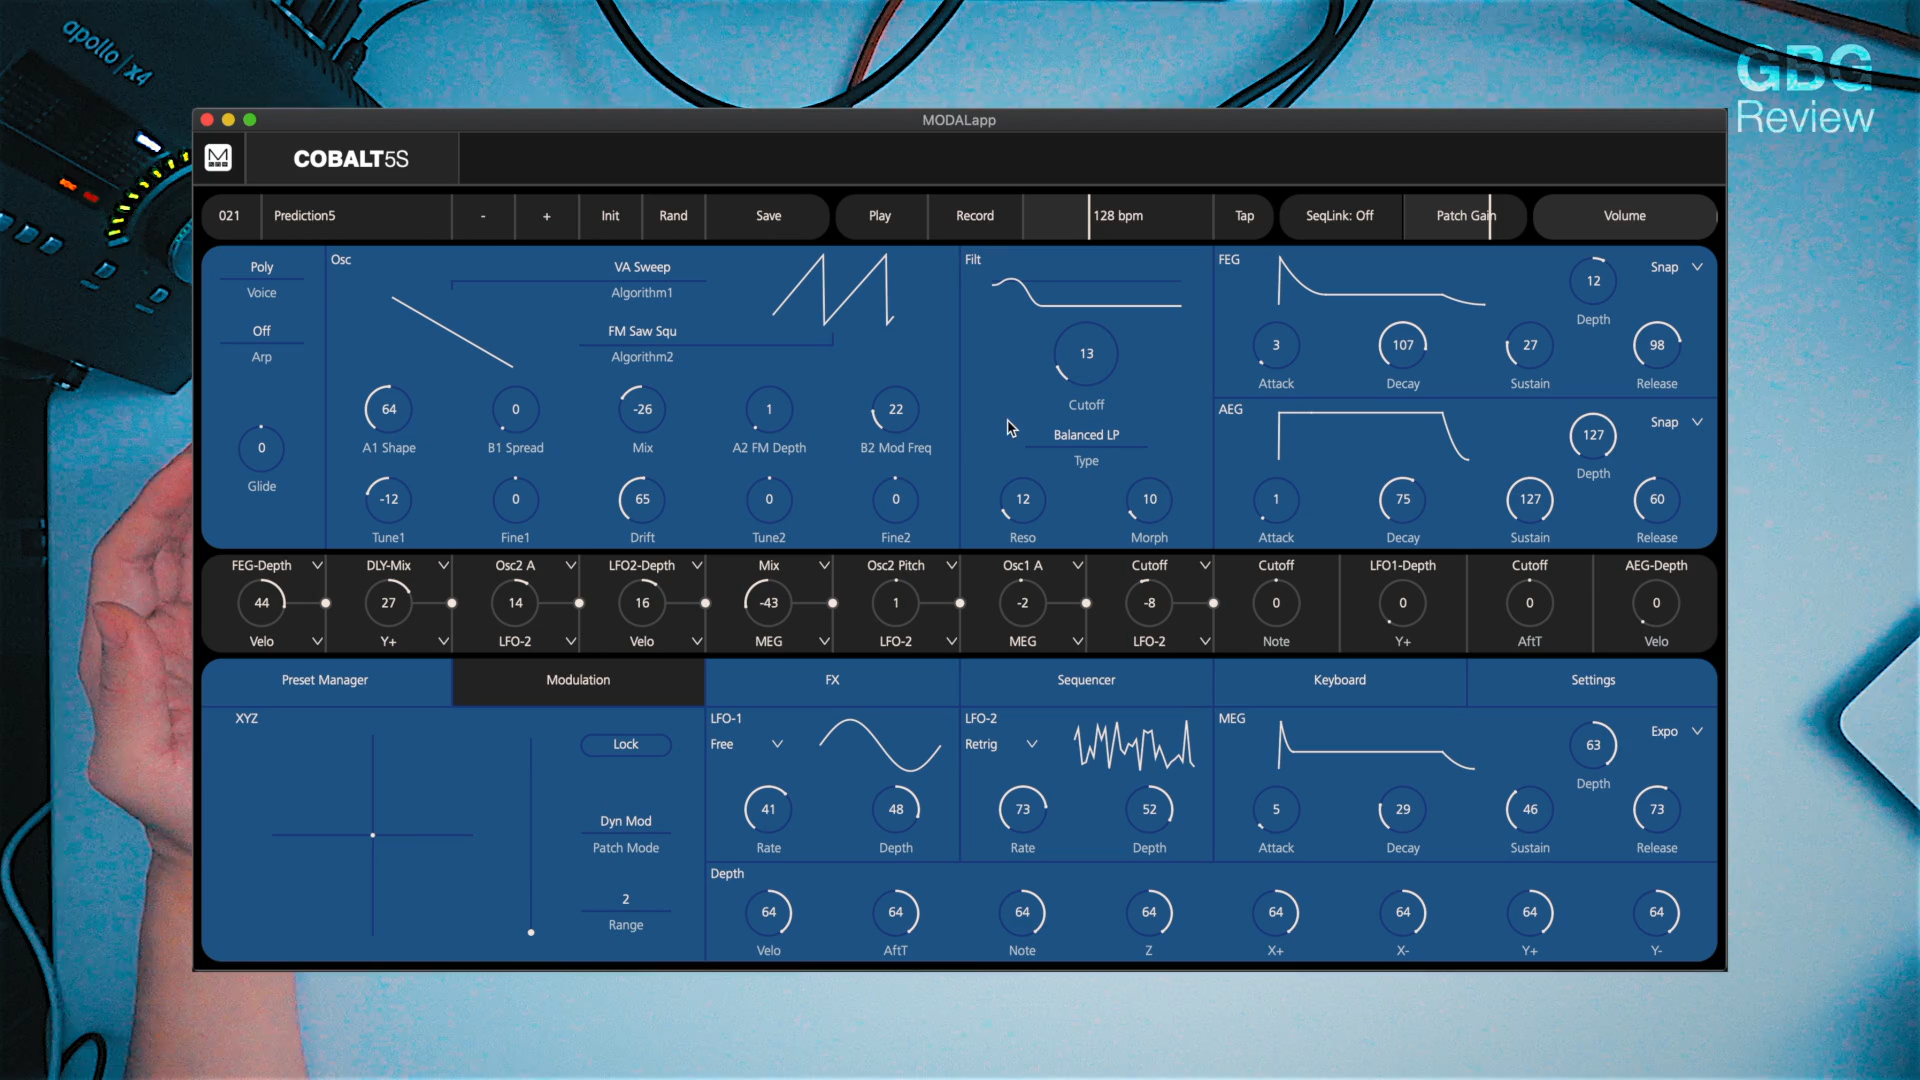 apollo | x4
GBG
Review
MODALapp
COBALT5S
021 Prediction5 - + Init Rand Save Play Record 128 bpm Tap SeqLink: Off Patch Gain Volume
Poly
Voice
Off
Arp
0
Glide
Osc
VA Sweep
Algorithm1
FM Saw Squ
Algorithm2
64 0 -26 1 22
A1 Shape B1 Spread Mix A2 FM Depth B2 Mod Freq
-12 0 65 0 0
Tune1 Fine1 Drift Tune2 Fine2
Filt
13
Cutoff
Balanced LP
Type
12 10
Reso Morph
FEG
12 Snap
Depth
3 107 27 98
Attack Decay Sustain Release
AEG
127 Snap
Depth
1 75 127 60
Attack Decay Sustain Release
FEG-Depth DLY-Mix Osc2 A LFO2-Depth Mix Osc2 Pitch Osc1 A Cutoff Cutoff LFO1-Depth Cutoff AEG-Depth
44 27 14 16 -43 1 -2 -8 0 0 0 0
Velo Y+ LFO-2 Velo MEG LFO-2 MEG LFO-2 Note Y+ AftT Velo
Preset Manager Modulation FX Sequencer Keyboard Settings
XYZ
Lock
Dyn Mod
Patch Mode
2
Range
LFO-1
Free
41 48
Rate Depth
LFO-2
Retrig
73 52
Rate Depth
MEG
63 Expo
Depth
5 29 46 73
Attack Decay Sustain Release
Depth
64 64 64 64 64 64 64 64
Velo AftT Note Z X+ X- Y+ Y-